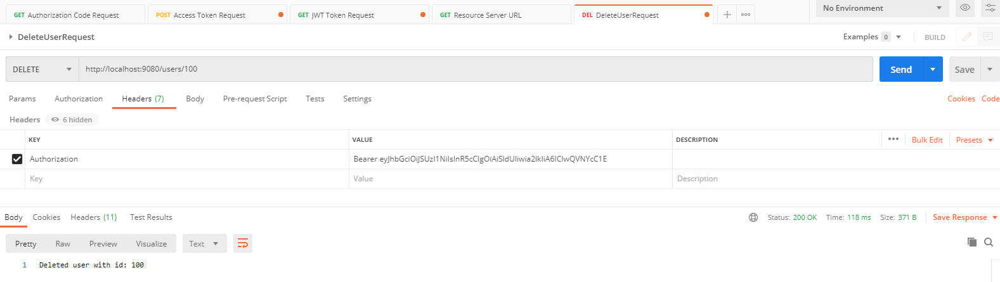 GET Authorization Code Request POST Access Token Request GET JWT Token Request GET Resource Server URL DEL DeleteUserRequest No Environment
DeleteUserRequest Examples 0 BUILD
DELETE http://localhost:9080/users/100 Send Save
Params Authorization Headers (7) Body Pre-request Script Tests Settings Cookies Code
Headers 6 hidden
KEY VALUE DESCRIPTION Bulk Edit Presets
Authorization Bearer eyJhbGciOiJSUzI1NiIsInR5cCIgOiAiSldUIiwia2lkIiA6ICIwQVNYcC1E
Key Value Description
Body Cookies Headers (11) Test Results Status: 200 OK Time: 118 ms Size: 371 B Save Response
Pretty Raw Preview Visualize Text
1 Deleted user with id: 100